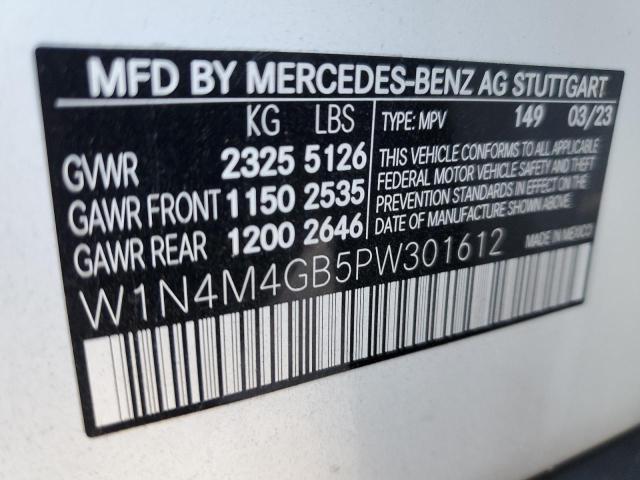 MFD BY MERCEDES-BENZ AG STUTTGART
KG LBS
GVWR 2325 5126
GAWR FRONT 1150 2535
GAWR REAR 1200 2646
TYPE: MPV 149 03/23
THIS VEHICLE CONFORMS TO ALL APPLICABLE
FEDERAL MOTOR VEHICLE SAFETY AND THEFT
PREVENTION STANDARDS IN EFFECT ON THE
DATE OF MANUFACTURE SHOWN ABOVE.
MADE IN MEXICO
W1N4M4GB5PW301612